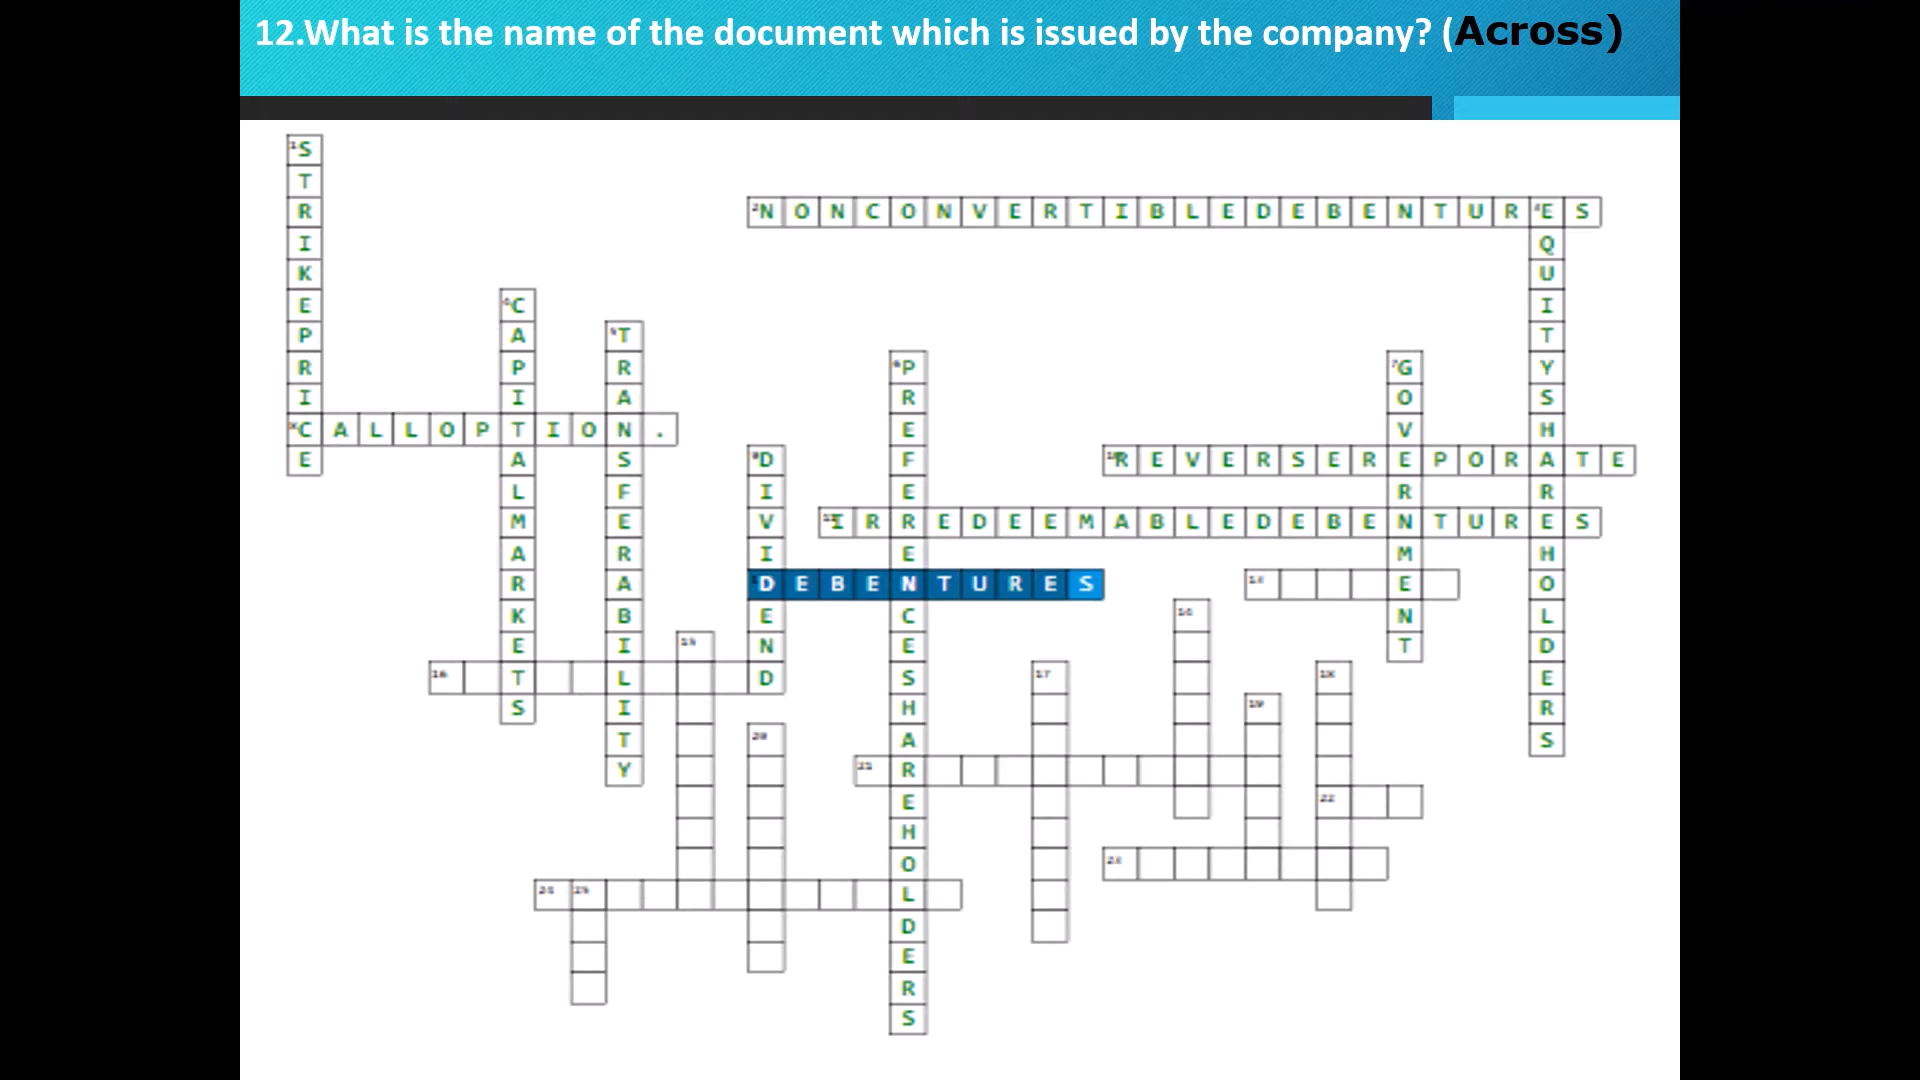 12.What is the name of the document which is issued by the company? (Across)
STRIKEPRICE
NONCONVERTIBLEDEBENTURES
EQUITYSHAREHOLDERS
CAPITALMARKETS
TRANSFERABILITY
PREFERENCESHAREHOLDERS
GOVERNMENT
CALLOPTION.
DIVIDEND
REVERSEREPORATE
IRREDEEMABLEDEBENTURES
DEBENTURES